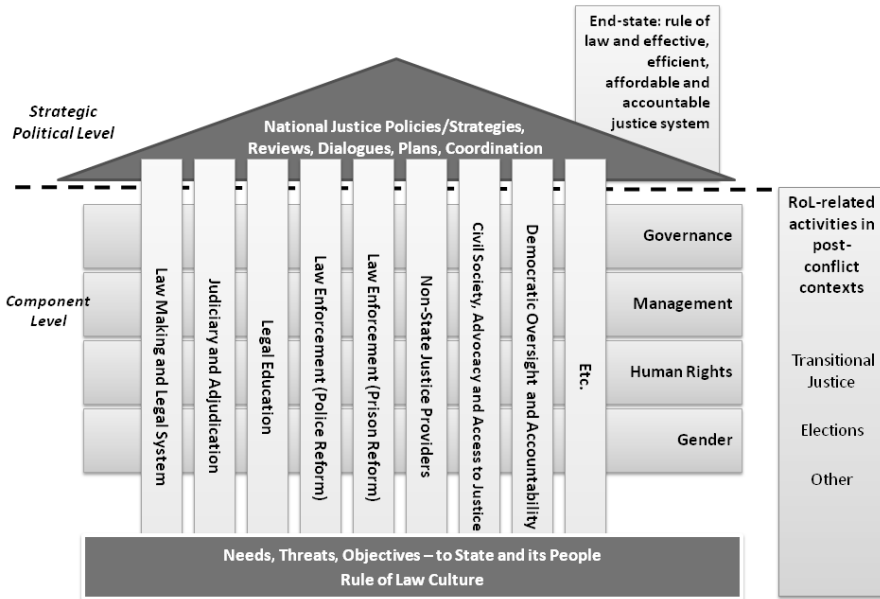 End-state: rule of
law and effective,
efficient,
affordable and
accountable
justice system
Strategic
Political Level
National Justice Policies/Strategies,
Reviews, Dialogues, Plans, Coordination
Component
Level
Law Making and Legal System
Judiciary and Adjudication
Legal Education
Law Enforcement (Police Reform)
Law Enforcement (Prison Reform)
Non-State Justice Providers
Civil Society, Advocacy and Access to Justice
Democratic Oversight and Accountability
Etc.
Governance
Management
Human Rights
Gender
RoL-related
activities in
post-
conflict
contexts
Transitional
Justice
Elections
Other
Needs, Threats, Objectives – to State and its People
Rule of Law Culture